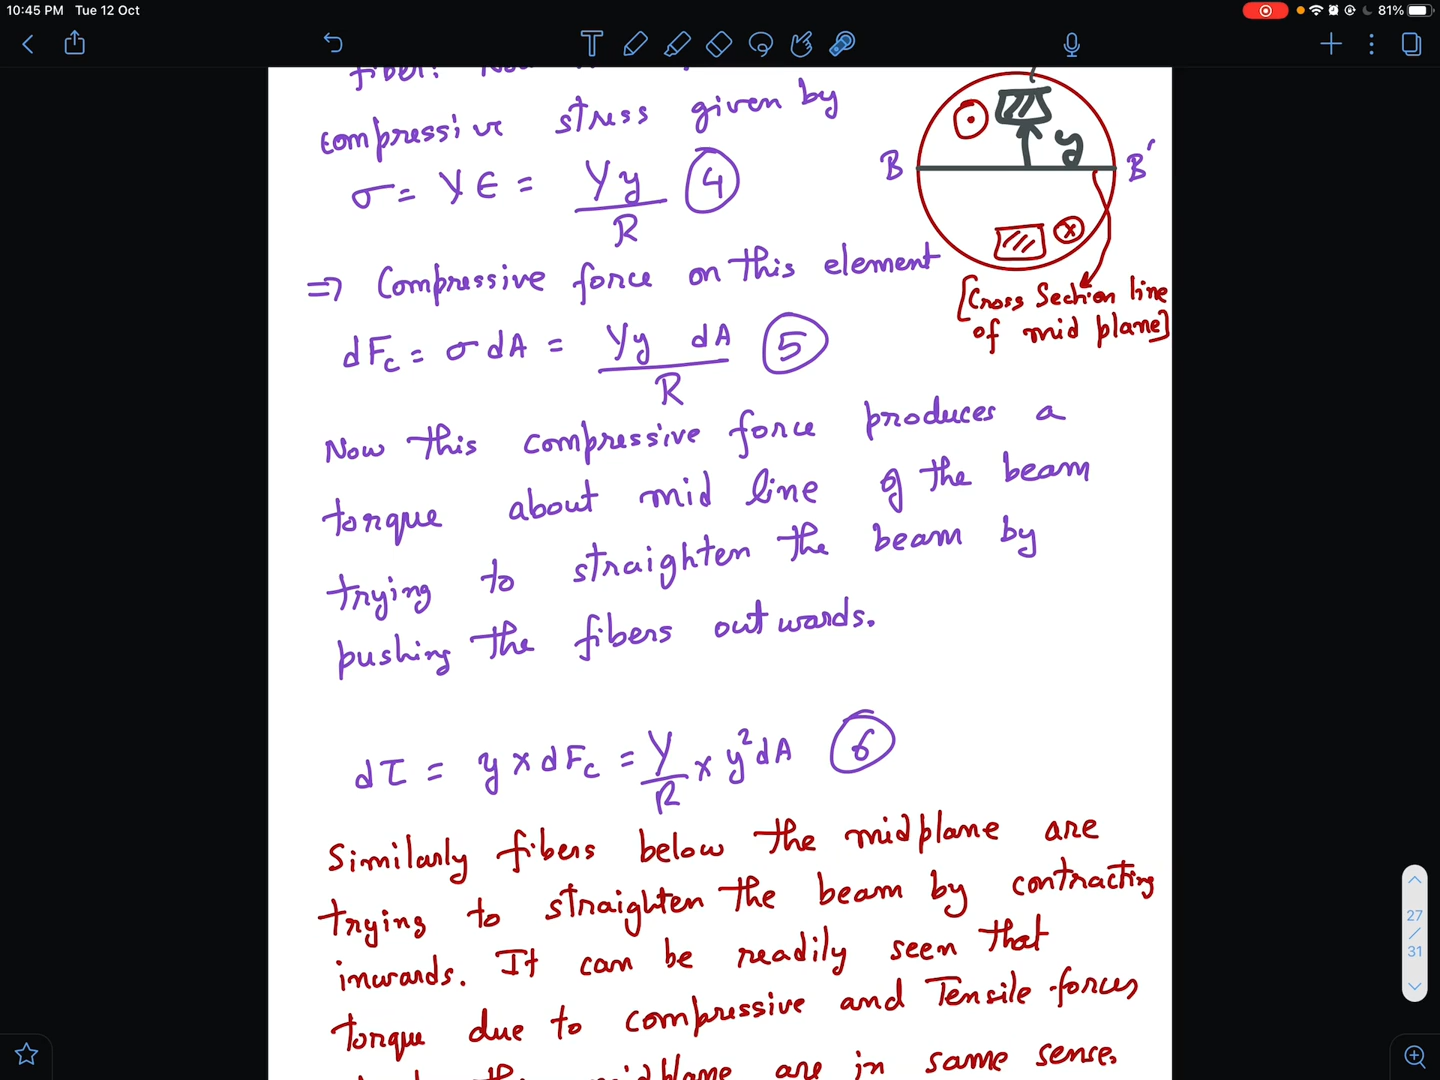 10:45 PM Tue 12 Oct
81%
compressive stress given by
σ = Y ∈ = Yy/R ④
B y B′
⇒ Compressive force on this element
[Cross Section line
of mid plane]
dFc = σ dA = Yy dA/R ⑤
Now this compressive force produces a
torque about mid line of the beam
trying to straighten the beam by
pushing the fibers outwards.
dτ = y × dFc = Y/R × y² dA ⑥
Similarly fibers below the midplane are
trying to straighten the beam by contracting
inwards. It can be readily seen that
torque due to compressive and Tensile forces
are in same sense.
27
/
31